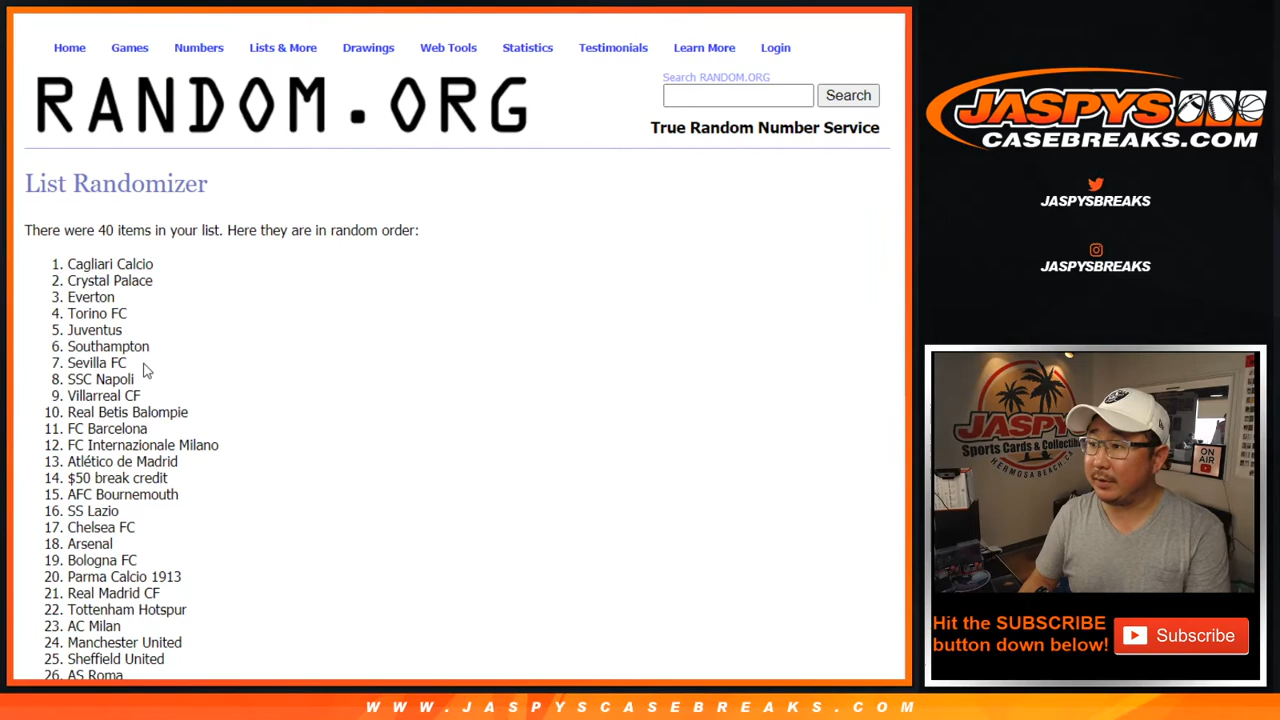 Home Games Numbers Lists & More Drawings Web Tools Statistics Testimonials Learn More Login
Search RANDOM.ORG
RANDOM.ORG
Search
True Random Number Service
List Randomizer
There were 40 items in your list. Here they are in random order:
1. Cagliari Calcio
2. Crystal Palace
3. Everton
4. Torino FC
5. Juventus
6. Southampton
7. Sevilla FC
8. SSC Napoli
9. Villarreal CF
10. Real Betis Balompie
11. FC Barcelona
12. FC Internazionale Milano
13. Atlético de Madrid
14. $50 break credit
15. AFC Bournemouth
16. SS Lazio
17. Chelsea FC
18. Arsenal
19. Bologna FC
20. Parma Calcio 1913
21. Real Madrid CF
22. Tottenham Hotspur
23. AC Milan
24. Manchester United
25. Sheffield United
26. AS Roma
JASPYS
CASEBREAKS.COM
JASPYSBREAKS
JASPYSBREAKS
JASPYS
Sports Cards & Collectib
HERMOSA BEACH, CA
ON
AIR
Hit the SUBSCRIBE
button down below!
Subscribe
WWW.JASPYSCASEBREAKS.COM